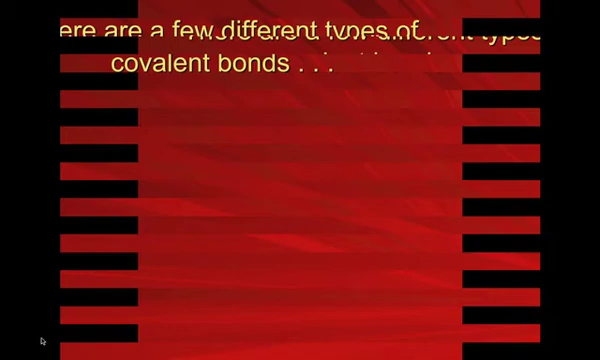 ere are a few different types of
covalent bonds . . .